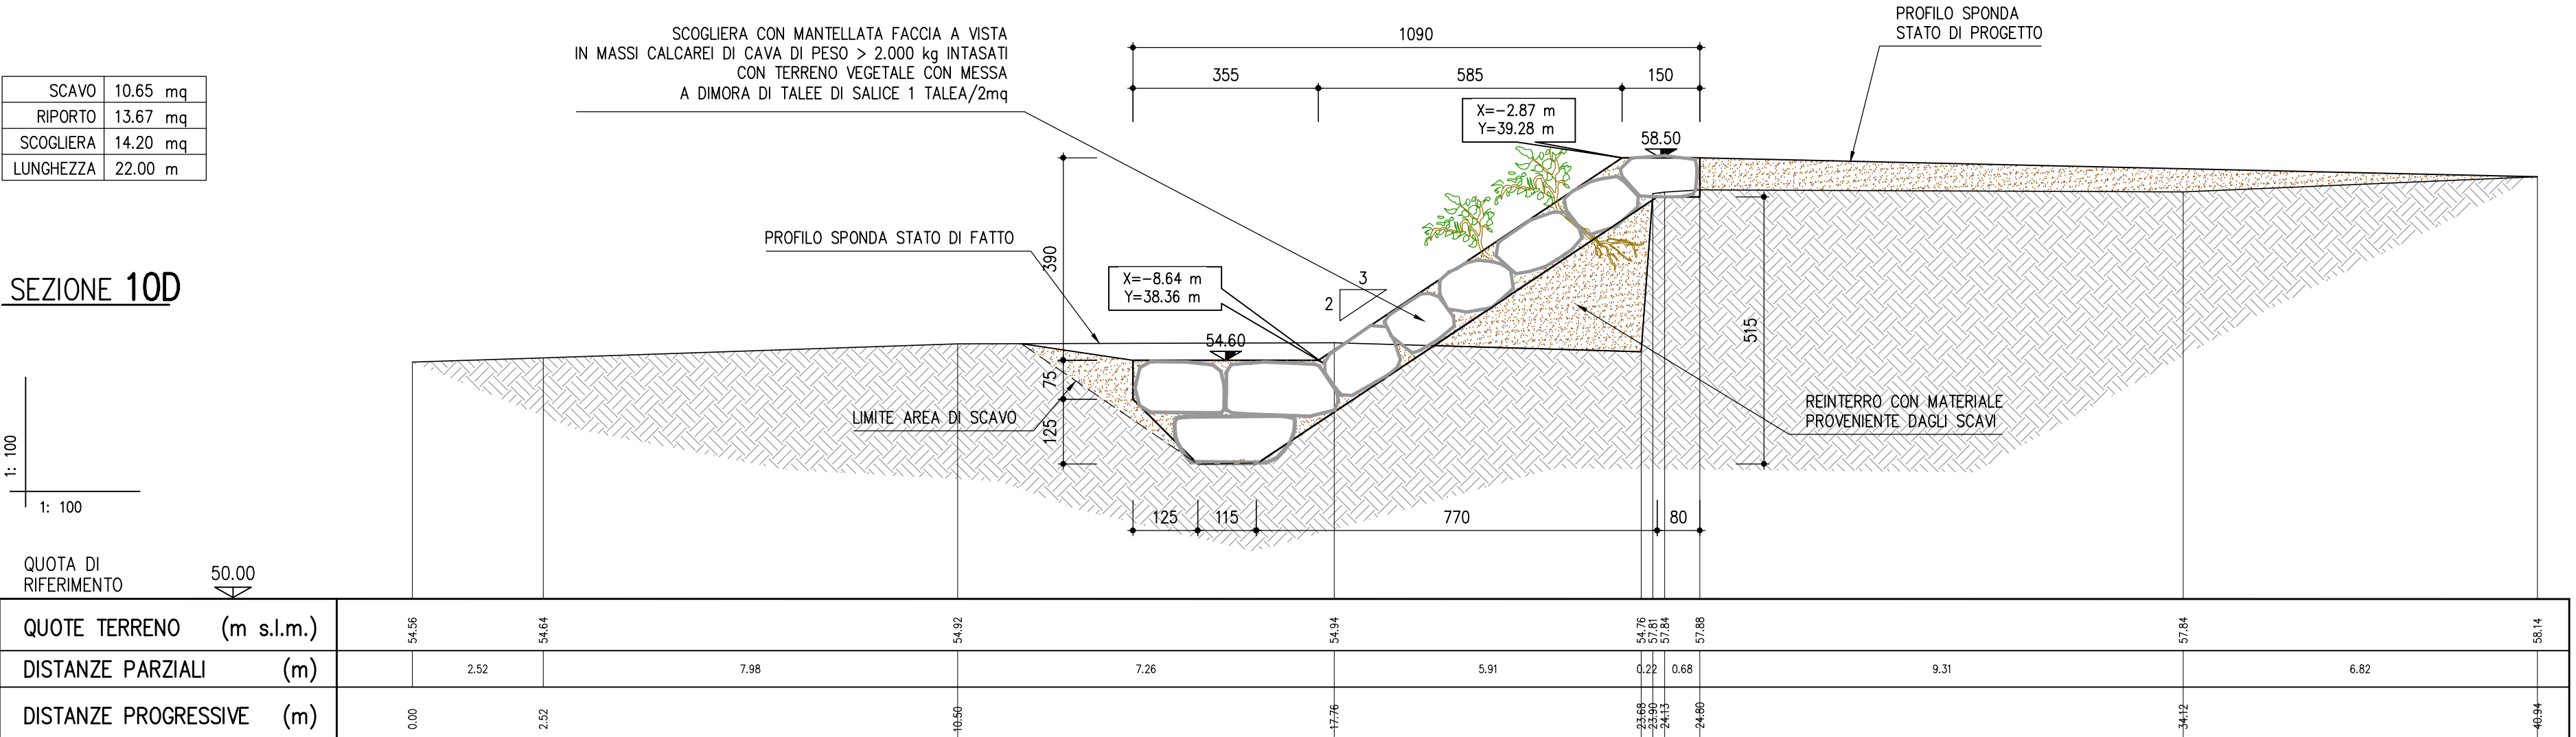 SCAVO 10.65 mq
RIPORTO 13.67 mq
SCOGLIERA 14.20 mq
LUNGHEZZA 22.00 m
SEZIONE 10D
SCOGLIERA CON MANTELLATA FACCIA A VISTA
IN MASSI CALCAREI DI CAVA DI PESO > 2.000 kg INTASATI
CON TERRENO VEGETALE CON MESSA
A DIMORA DI TALEE DI SALICE 1 TALEA/2mq
1090
355 585 150
PROFILO SPONDA
STATO DI PROGETTO
X=-2.87 m
Y=39.28 m
58.50
PROFILO SPONDA STATO DI FATTO
390
X=-8.64 m
Y=38.36 m
3
2
54.60
515
75
LIMITE AREA DI SCAVO
125
REINTERRO CON MATERIALE
PROVENIENTE DAGLI SCAVI
1: 100
1: 100
125 115 770 80
QUOTA DI
RIFERIMENTO
50.00
QUOTE TERRENO (m s.l.m.) 54.56 54.64 54.92 54.94 54.76 57.81 57.84 57.88 57.84 58.14
DISTANZE PARZIALI (m) 2.52 7.98 7.26 5.91 0.22 0.68 9.31 6.82
DISTANZE PROGRESSIVE (m) 0.00 2.52 10.50 17.76 23.68 23.90 24.13 24.80 34.12 40.94